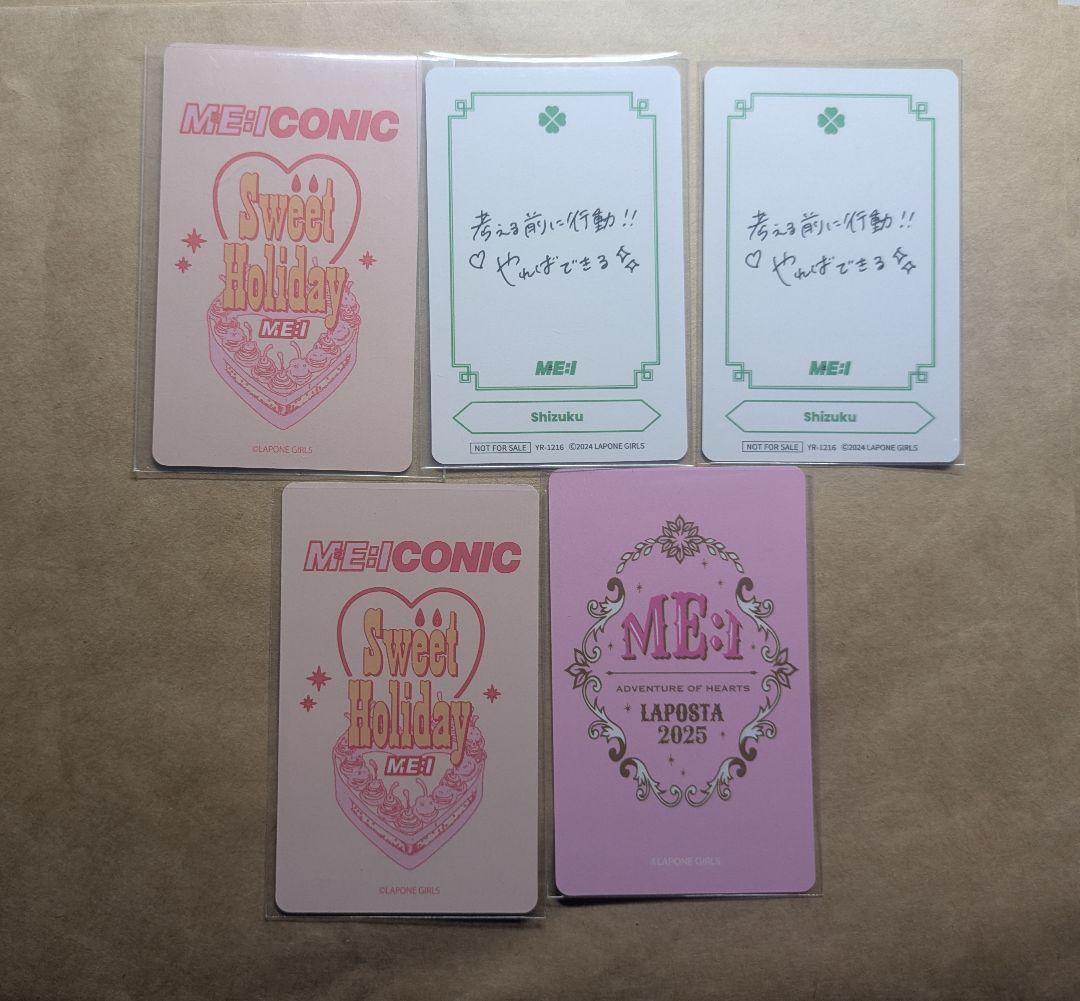 ME:ICONIC
Sweet
Holiday
ME:I
©LAPONE GIRLS
考える前に行動!!
♡やればできる
ME:I
Shizuku
NOT FOR SALE YR-1216 ©2024 LAPONE GIRLS
考える前に行動!!
♡やればできる
ME:I
Shizuku
NOT FOR SALE YR-1216 ©2024 LAPONE GIRLS
ME:ICONIC
Sweet
Holiday
ME:I
©LAPONE GIRLS
ME:I
ADVENTURE OF HEARTS
LAPOSTA
2025
©LAPONE GIRLS